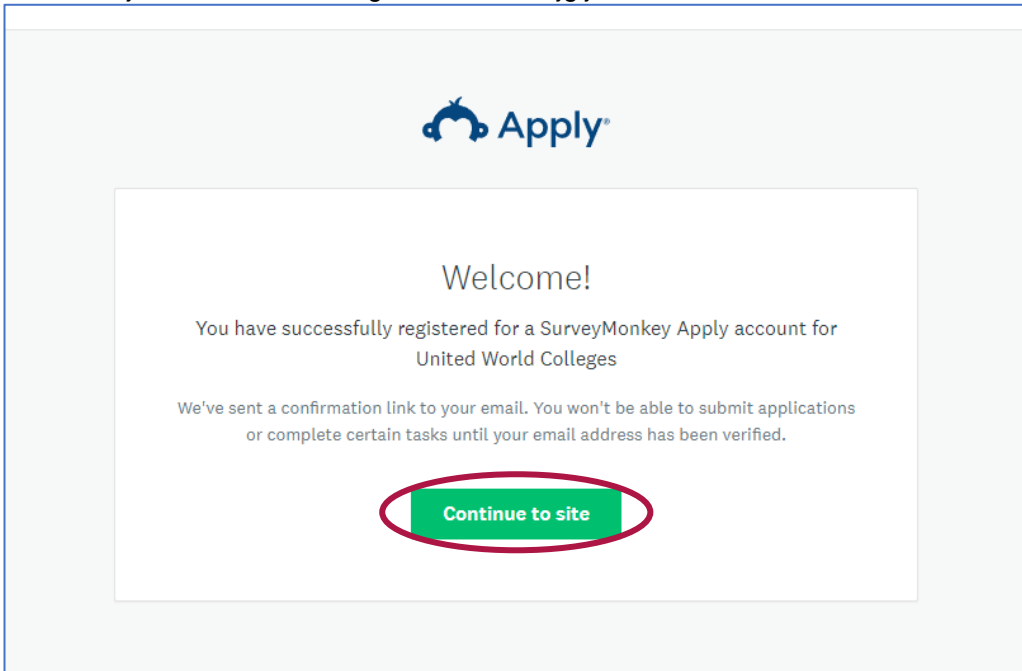 Apply®
Welcome!
You have successfully registered for a SurveyMonkey Apply account for
United World Colleges
We've sent a confirmation link to your email. You won't be able to submit applications
or complete certain tasks until your email address has been verified.
Continue to site